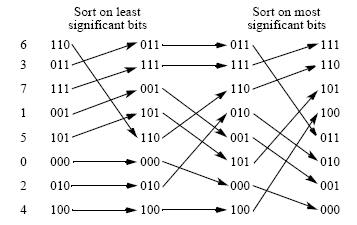 Sort on least Sort on most
significant bits significant bits
6 110 011 011 111
3 011 111 111 110
7 111 001 110 101
1 001 101 010 100
5 101 110 001 011
0 000 000 101 010
2 010 010 000 001
4 100 100 100 000